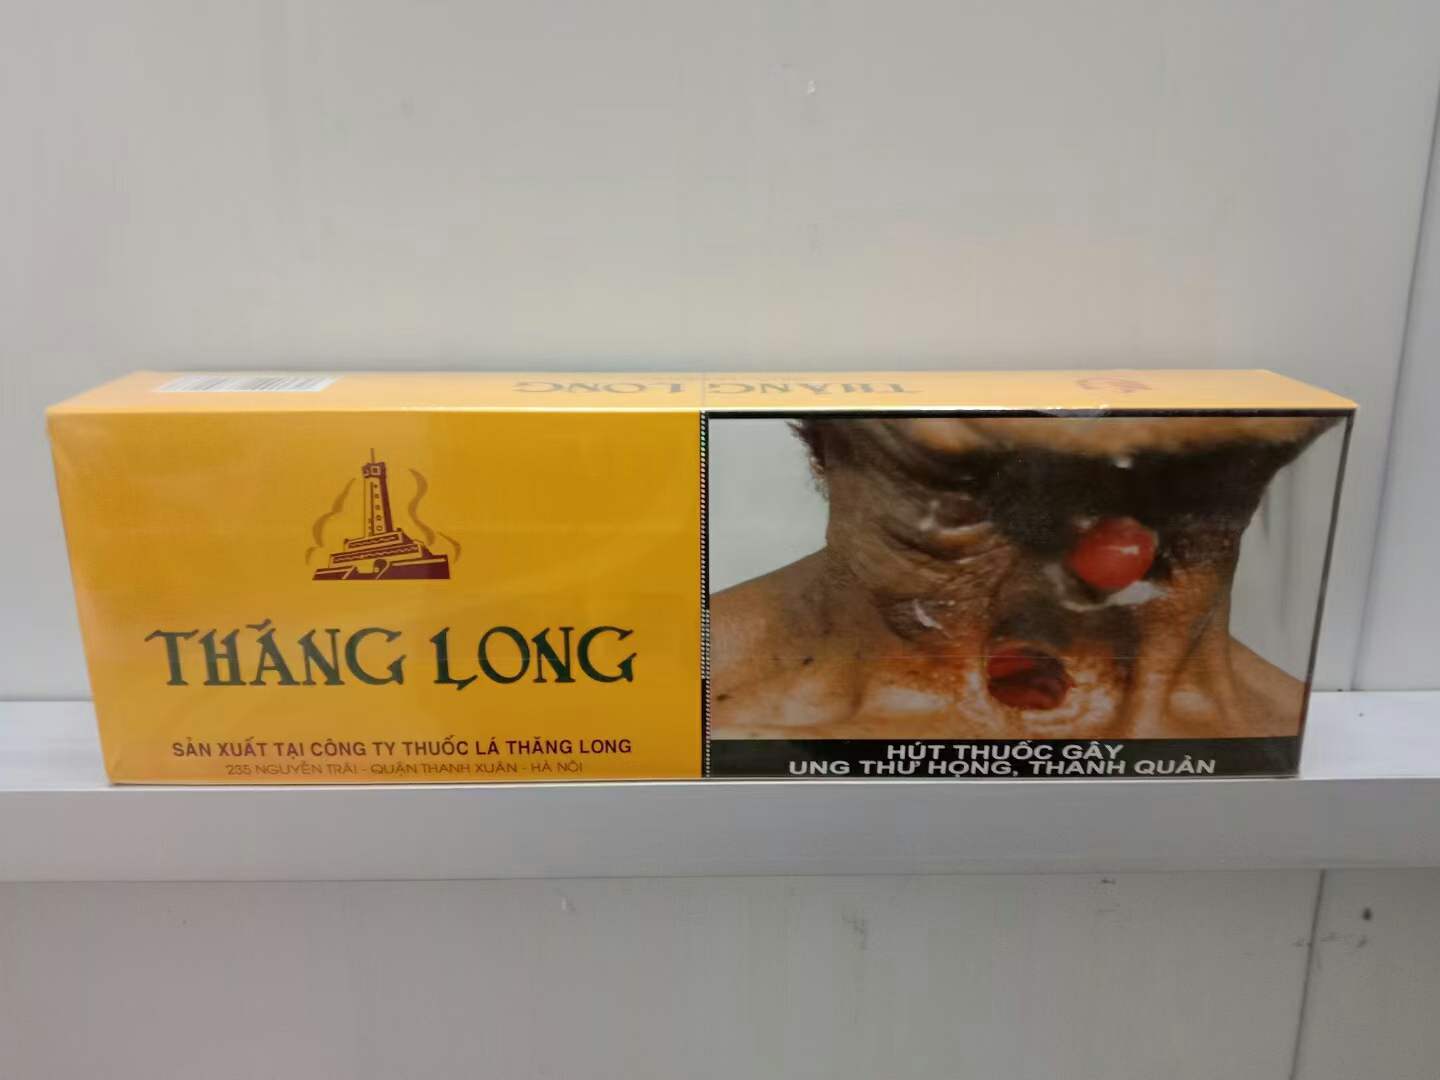 THĂNG LONG
THĂNG LONG
SẢN XUẤT TẠI CÔNG TY THUỐC LÁ THĂNG LONG
235 NGUYỄN TRÃI - QUẬN THANH XUÂN - HÀ NỘI
HÚT THUỐC GÂY
UNG THƯ HỌNG, THANH QUẢN